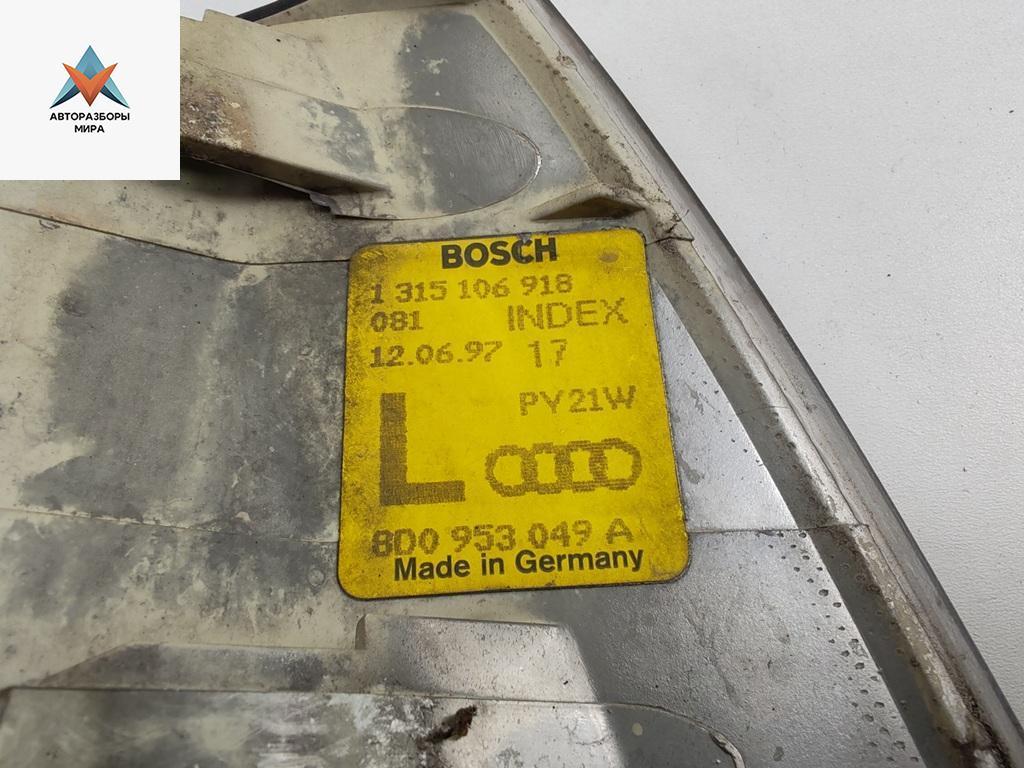 АВТОРАЗБОРЫ
МИРА
BOSCH
1 315 106 918
081 INDEX
12.06.97 17
PY21W
L
8D0 953 049 A
Made in Germany